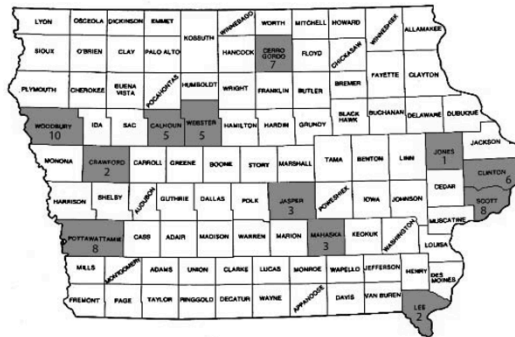 LYON OSCEOLA DICKINSON EMMET WINNEBAGO WORTH MITCHELL HOWARD WINNESHIEK ALLAMAKEE
KOSSUTH
SIOUX O'BRIEN CLAY PALO ALTO HANCOCK CERRO GORDO 7 FLOYD CHICKASAW
PLYMOUTH CHEROKEE BUENA VISTA POCAHONTAS HUMBOLDT WRIGHT FRANKLIN BUTLER BREMER FAYETTE CLAYTON
WOODBURY 10 IDA SAC CALHOUN 5 WEBSTER 5 HAMILTON HARDIN GRUNDY BLACK HAWK BUCHANAN DELAWARE DUBUQUE
MONONA CRAWFORD 2 CARROLL GREENE BOONE STORY MARSHALL TAMA BENTON LINN JONES 1 JACKSON
CLINTON 6
HARRISON SHELBY AUDUBON GUTHRIE DALLAS POLK JASPER 3 POWESHIEK IOWA JOHNSON CEDAR SCOTT 8
MUSCATINE
POTTAWATTAMIE 8 CASS ADAIR MADISON WARREN MARION MAHASKA 3 KEOKUK WASHINGTON LOUISA
MILLS MONTGOMERY ADAMS UNION CLARKE LUCAS MONROE WAPELLO JEFFERSON HENRY DES MOINES
FREMONT PAGE TAYLOR RINGGOLD DECATUR WAYNE APPANOOSE DAVIS VAN BUREN LEE 2